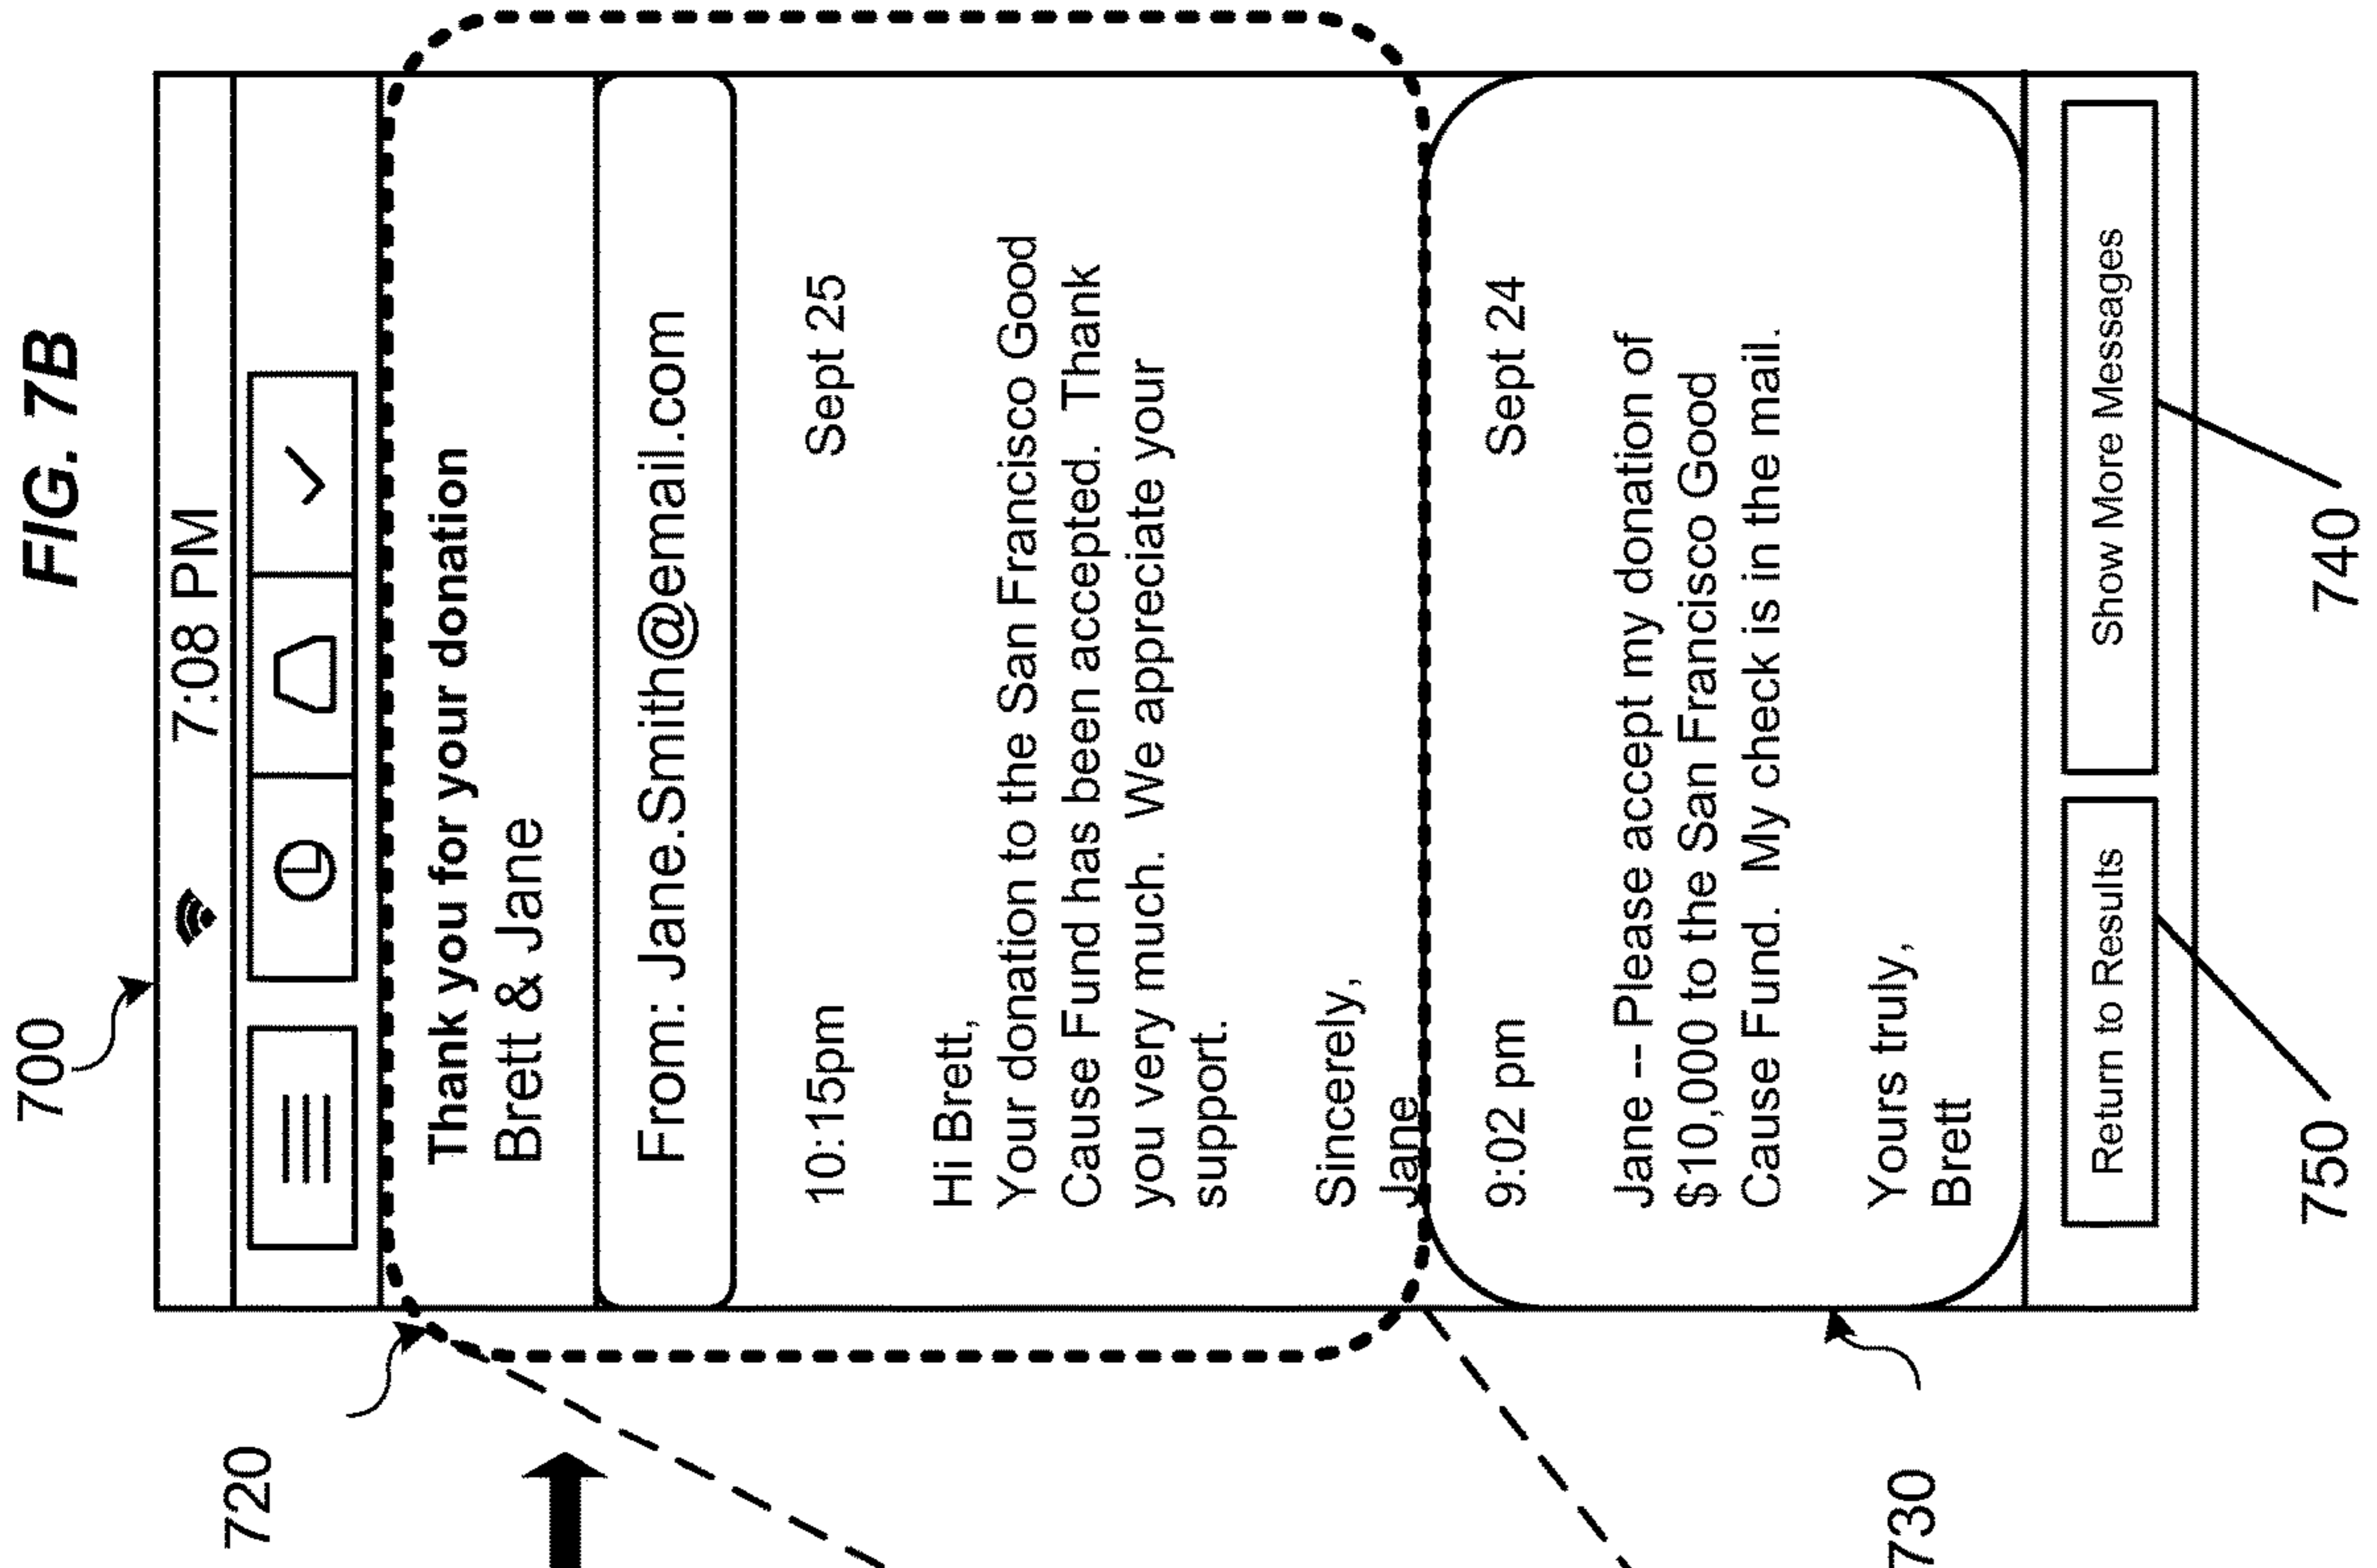 FIG. 7B
700
7:08 PM
720
Thank you for your donation
Brett & Jane
From: Jane.Smith@email.com
10:15pm Sept 25
Hi Brett,
Your donation to the San Francisco Good
Cause Fund has been accepted. Thank
you very much. We appreciate your
support.
Sincerely,
Jane
9:02 pm Sept 24
Jane -- Please accept my donation of
$10,000 to the San Francisco Good
Cause Fund. My check is in the mail.
Yours truly,
Brett
730
Return to Results Show More Messages
750 740